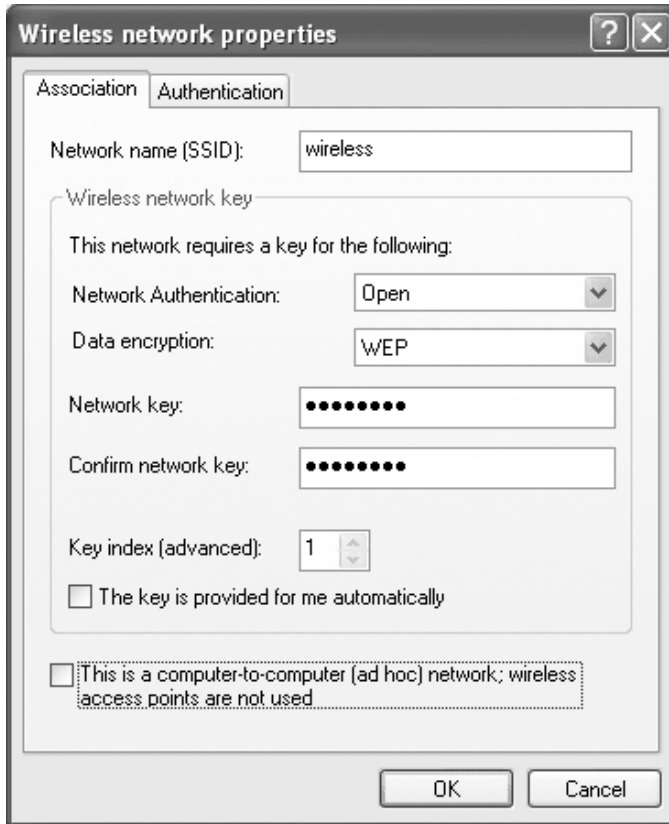 Wireless network properties
Association Authentication
Network name (SSID): wireless
Wireless network key
This network requires a key for the following:
Network Authentication: Open
Data encryption: WEP
Network key: ••••••••
Confirm network key: ••••••••
Key index (advanced): 1
The key is provided for me automatically
This is a computer-to-computer (ad hoc) network; wireless
access points are not used
OK Cancel